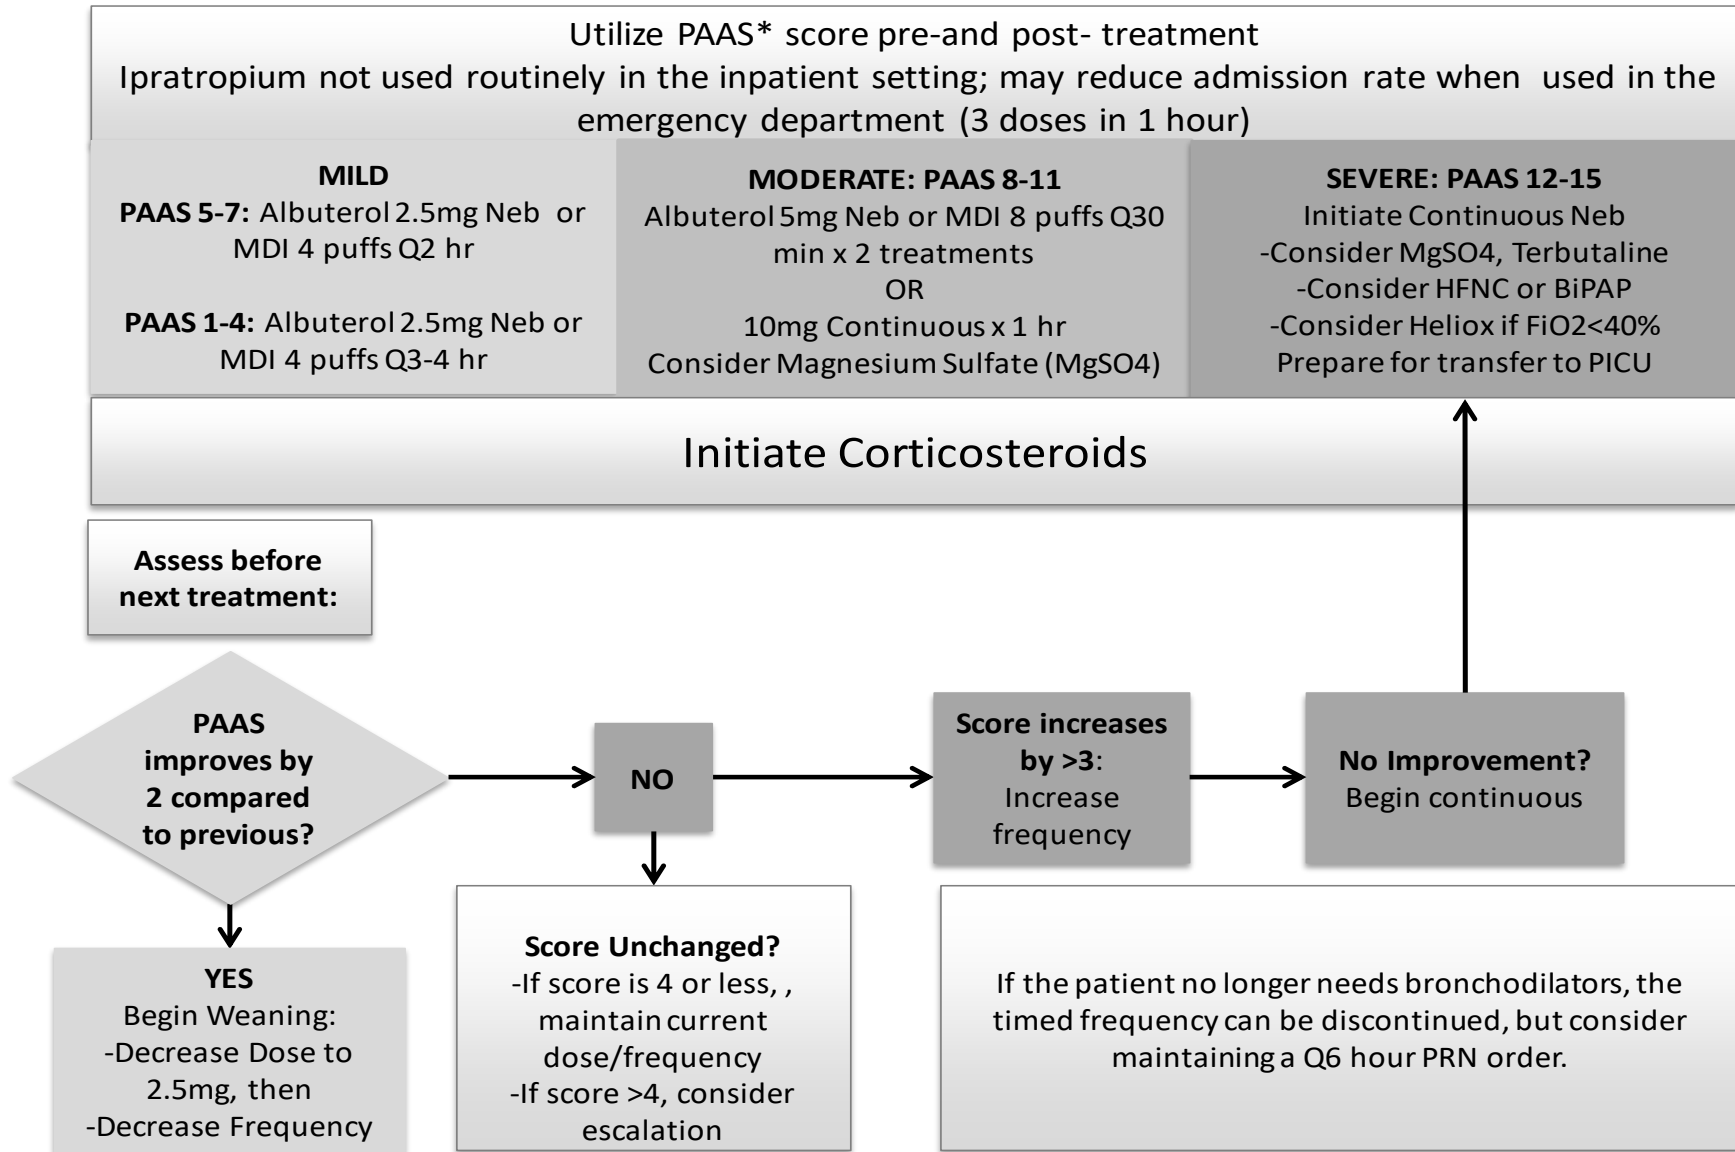 Utilize PAAS* score pre-and post- treatment
Ipratropium not used routinely in the inpatient setting; may reduce admission rate when used in the
emergency department (3 doses in 1 hour)
MILD
PAAS 5-7: Albuterol 2.5mg Neb or
MDI 4 puffs Q2 hr
PAAS 1-4: Albuterol 2.5mg Neb or
MDI 4 puffs Q3-4 hr
MODERATE: PAAS 8-11
Albuterol 5mg Neb or MDI 8 puffs Q30
min x 2 treatments
OR
10mg Continuous x 1 hr
Consider Magnesium Sulfate (MgSO4)
SEVERE: PAAS 12-15
Initiate Continuous Neb
-Consider MgSO4, Terbutaline
-Consider HFNC or BiPAP
-Consider Heliox if FiO2<40%
Prepare for transfer to PICU
Initiate Corticosteroids
Assess before
next treatment:
PAAS
improves by
2 compared
to previous?
NO
Score increases
by >3:
Increase
frequency
No Improvement?
Begin continuous
YES
Begin Weaning:
-Decrease Dose to
2.5mg, then
-Decrease Frequency
Score Unchanged?
-If score is 4 or less, ,
maintain current
dose/frequency
-If score >4, consider
escalation
If the patient no longer needs bronchodilators, the
timed frequency can be discontinued, but consider
maintaining a Q6 hour PRN order.